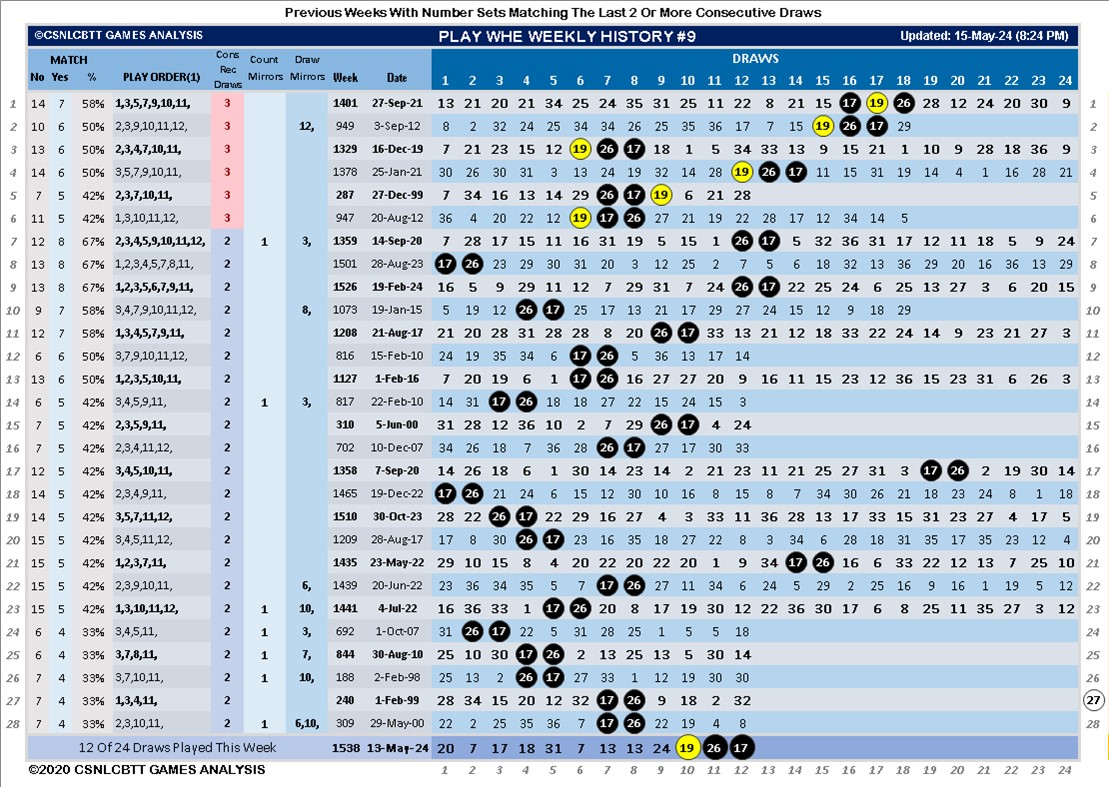 Previous Weeks With Number Sets Matching The Last 2 Or More Consecutive Draws
©CSNLCBTT GAMES ANALYSIS PLAY WHE WEEKLY HISTORY #9 Updated: 15-May-24 (8:24 PM)
MATCH Cons Rec Draws Count Mirrors Draw Mirrors DRAWS
No Yes % PLAY ORDER(1) Week Date 1 2 3 4 5 6 7 8 9 10 11 12 13 14 15 16 17 18 19 20 21 22 23 24
1 14 7 58% 1,3,5,7,9,10,11, 3 1401 27-Sep-21 13 21 20 21 34 25 24 35 31 25 11 22 8 21 15 17 19 26 28 12 24 20 30 9 1
2 10 6 50% 2,3,9,10,11,12, 3 12, 949 3-Sep-12 8 2 32 24 25 34 34 26 25 35 36 17 7 15 19 26 17 29 2
3 13 6 50% 2,3,4,7,10,11, 3 1329 16-Dec-19 7 21 23 15 12 19 26 17 18 1 5 34 33 13 9 15 21 1 10 9 28 18 36 9 3
4 14 6 50% 3,5,7,9,10,11, 3 1378 25-Jan-21 30 26 30 31 3 13 24 19 32 14 28 19 26 17 11 15 31 19 14 4 1 16 28 21 4
5 7 5 42% 2,3,7,10,11, 3 287 27-Dec-99 7 34 16 13 14 29 26 17 19 6 21 28 5
6 11 5 42% 1,3,10,11,12, 3 947 20-Aug-12 36 4 20 22 12 19 17 26 27 21 19 22 28 17 12 34 14 5 6
7 12 8 67% 2,3,4,5,9,10,11,12, 2 1 3, 1359 14-Sep-20 7 28 17 15 11 16 31 19 5 15 1 26 17 5 32 36 31 17 12 11 18 5 9 24 7
8 13 8 67% 1,2,3,4,5,7,8,11, 2 1501 28-Aug-23 17 26 23 29 30 31 20 3 12 25 2 7 5 8 6 18 32 13 36 29 20 16 13 29 8
9 13 8 67% 1,2,3,5,6,7,9,11, 2 1526 19-Feb-24 16 5 9 29 11 12 7 29 31 7 24 26 17 22 25 24 6 25 13 27 3 6 20 15 9
10 9 7 58% 3,4,7,9,10,11,12, 2 8, 1073 19-Jan-15 5 19 12 26 17 25 17 13 21 17 29 27 24 15 12 9 18 29 10
11 12 7 58% 1,3,4,5,7,9,11, 2 1208 21-Aug-17 21 20 28 31 28 28 8 20 26 17 33 13 21 12 18 33 22 24 14 9 23 21 27 3 11
12 6 6 50% 3,7,9,10,11,12, 2 816 15-Feb-10 24 19 35 34 6 17 26 5 36 13 17 14 12
13 13 6 50% 1,2,3,5,10,11, 2 1127 1-Feb-16 7 20 19 6 1 17 26 16 27 27 20 9 16 11 15 23 12 36 15 23 31 6 26 3 13
14 6 5 42% 3,4,5,9,11, 2 1 3, 817 22-Feb-10 14 31 17 26 18 18 27 22 15 24 15 3 14
15 7 5 42% 2,3,5,9,11, 2 310 5-Jun-00 31 28 12 36 10 2 7 29 26 17 4 24 15
16 7 5 42% 2,3,4,11,12, 2 702 10-Dec-07 34 26 18 7 36 28 26 17 27 17 30 33 16
17 12 5 42% 3,4,5,10,11, 2 1358 7-Sep-20 14 26 18 6 1 30 14 23 14 2 21 23 11 21 25 27 31 3 17 26 2 19 30 14 17
18 14 5 42% 2,3,4,9,11, 2 1465 19-Dec-22 17 26 21 24 6 15 12 30 10 16 8 15 8 7 34 30 26 21 18 23 24 8 1 18 18
19 14 5 42% 3,5,7,11,12, 2 1510 30-Oct-23 28 22 26 17 22 29 16 27 4 3 33 11 36 28 13 17 33 15 31 23 27 4 17 5 19
20 14 5 42% 3,4,5,11,12, 2 1209 28-Aug-17 17 8 30 26 17 23 16 35 18 27 22 8 3 34 6 18 31 35 17 35 23 12 4 20
21 15 5 42% 1,2,3,7,11, 2 1435 23-May-22 29 10 15 8 4 20 22 20 22 20 1 9 34 17 26 16 6 33 22 12 13 7 25 10 21
22 15 5 42% 2,3,9,10,11, 2 6, 1439 20-Jun-22 23 36 34 35 5 7 17 26 27 11 34 6 24 5 29 2 25 16 9 16 1 19 5 12 22
23 15 5 42% 1,3,10,11,12, 2 1 10, 1441 4-Jul-22 16 36 33 1 17 26 20 8 17 19 30 12 22 36 30 17 6 8 25 11 35 27 3 12 23
24 6 4 33% 3,4,5,11, 2 1 3, 692 1-Oct-07 31 26 17 22 5 31 28 25 1 5 5 18 24
25 6 4 33% 3,7,8,11, 2 1 7, 844 30-Aug-10 25 10 30 17 26 2 13 25 13 5 30 14 25
26 7 4 33% 3,7,10,11, 2 1 10, 188 2-Feb-98 25 13 2 26 17 27 33 1 12 19 30 30 26
27 7 4 33% 1,3,4,11, 2 240 1-Feb-99 28 34 15 20 12 32 17 26 9 18 2 32 27
28 7 4 33% 2,3,10,11, 2 1 6,10, 309 29-May-00 22 2 25 35 36 7 17 26 22 19 4 8 28
12 Of 24 Draws Played This Week 1538 13-May-24 20 7 17 18 31 7 13 13 24 19 26 17
©2020 CSNLCBTT GAMES ANALYSIS 1 2 3 4 5 6 7 8 9 10 11 12 13 14 15 16 17 18 19 20 21 22 23 24